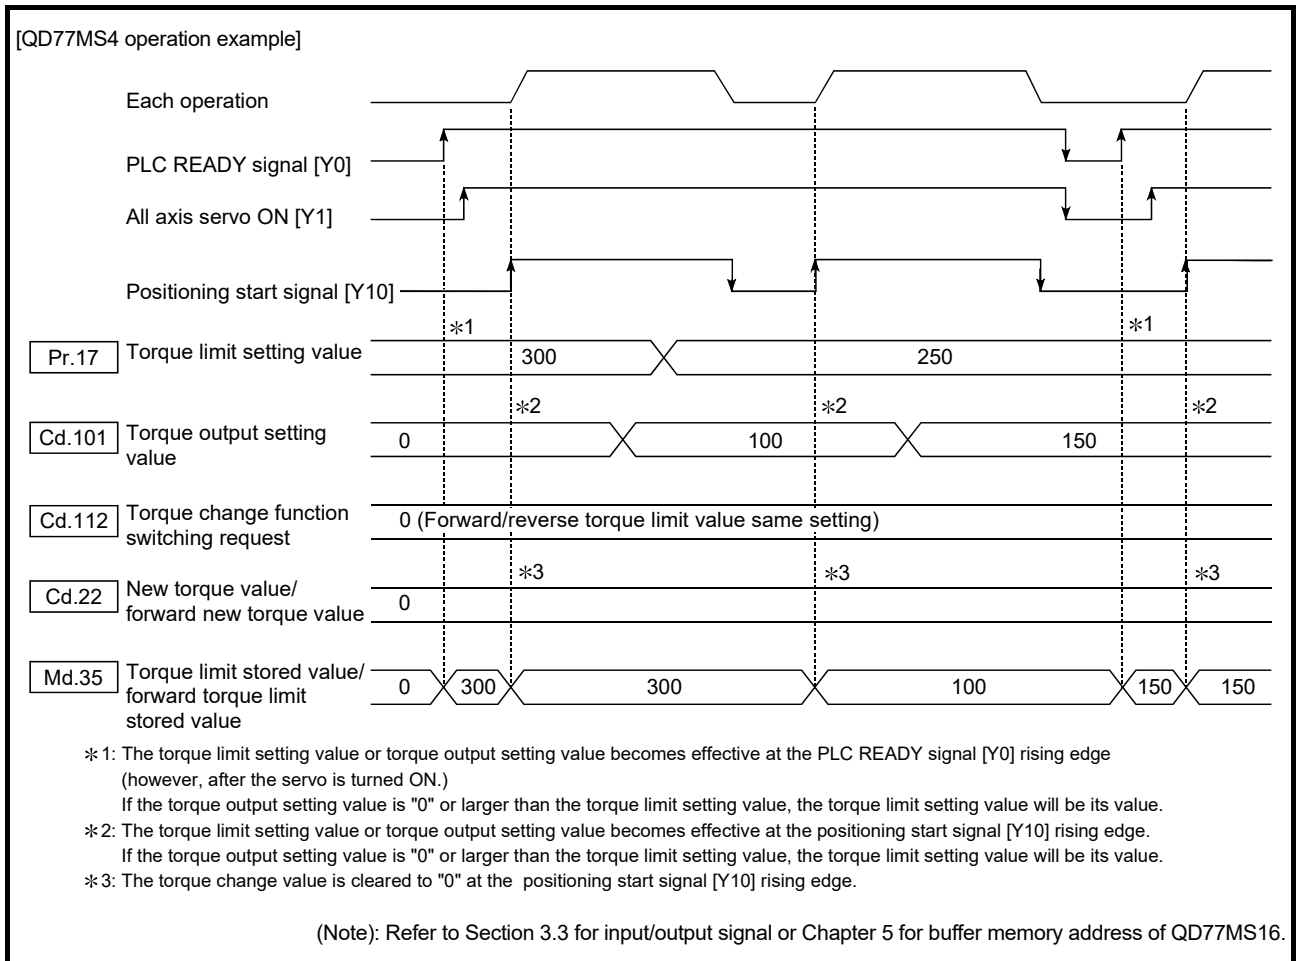 [QD77MS4 operation example]
Each operation
PLC READY signal [Y0]
All axis servo ON [Y1]
Positioning start signal [Y10]
∗1 ∗1
Pr.17 Torque limit setting value 300 250
∗2 ∗2 ∗2
Cd.101 Torque output setting
value 0 100 150
Cd.112 Torque change function
switching request 0 (Forward/reverse torque limit value same setting)
∗3 ∗3 ∗3
Cd.22 New torque value/
forward new torque value 0
Md.35 Torque limit stored value/
forward torque limit 0 300 300 100 150 150
stored value
∗1: The torque limit setting value or torque output setting value becomes effective at the PLC READY signal [Y0] rising edge
(however, after the servo is turned ON.)
If the torque output setting value is "0" or larger than the torque limit setting value, the torque limit setting value will be its value.
∗2: The torque limit setting value or torque output setting value becomes effective at the positioning start signal [Y10] rising edge.
If the torque output setting value is "0" or larger than the torque limit setting value, the torque limit setting value will be its value.
∗3: The torque change value is cleared to "0" at the positioning start signal [Y10] rising edge.
(Note): Refer to Section 3.3 for input/output signal or Chapter 5 for buffer memory address of QD77MS16.